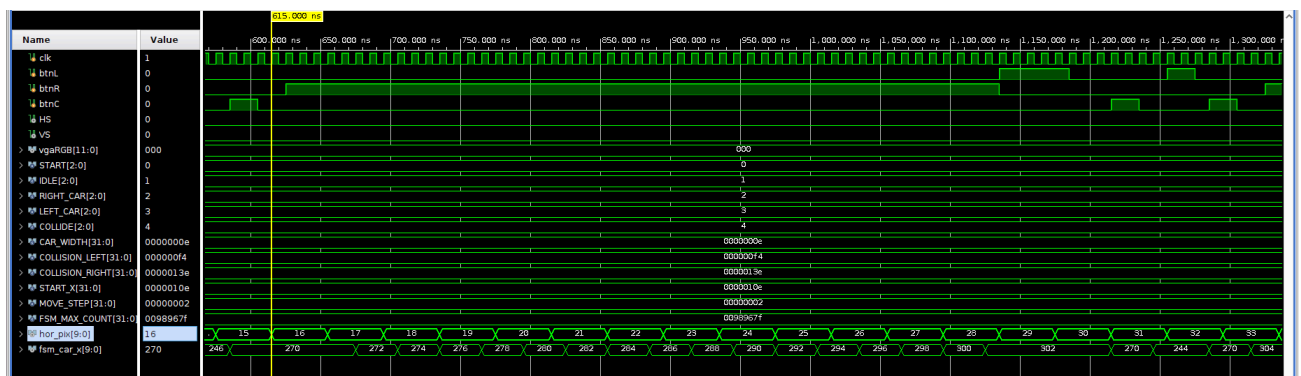 615.000 ns
Name Value
600.000 ns 650.000 ns 700.000 ns 750.000 ns 800.000 ns 850.000 ns 900.000 ns 950.000 ns 1,000.000 ns 1,050.000 ns 1,100.000 ns 1,150.000 ns 1,200.000 ns 1,250.000 ns 1,300.000 n
clk 1
btnL 0
btnR 0
btnC 0
HS 0
VS 0
vgaRGB[11:0] 000 000
START[2:0] 0 0
IDLE[2:0] 1 1
RIGHT_CAR[2:0] 2 2
LEFT_CAR[2:0] 3 3
COLLIDE[2:0] 4 4
CAR_WIDTH[31:0] 0000000e 0000000e
COLLISION_LEFT[31:0] 000000f4 000000f4
COLLISION_RIGHT[31:0] 0000013e 0000013e
START_X[31:0] 0000010e 0000010e
MOVE_STEP[31:0] 00000002 00000002
FSM_MAX_COUNT[31:0] 0098967f 0098967f
hor_pix[9:0] 16 . 15 16 17 18 19 20 21 22 23 24 25 26 27 28 29 30 31 32 33
fsm_car_x[9:0] 270 246 270 272 274 276 278 280 282 284 286 288 290 292 294 296 298 300 302 270 244 270 304